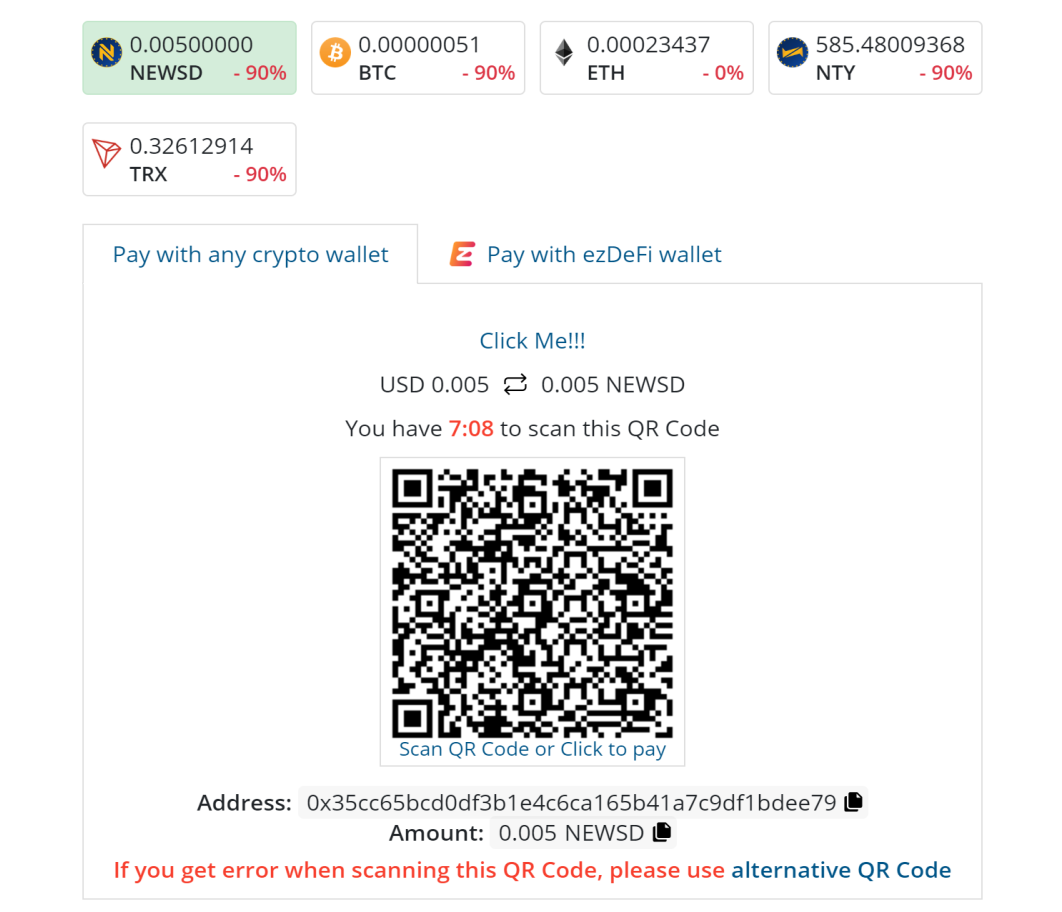 0.00500000 0.00000051 0.00023437 585.48009368
NEWSD - 90% BTC - 90% ETH - 0% NTY - 90%
0.32612914
TRX - 90%
Pay with any crypto wallet Pay with ezDeFi wallet
Click Me!!!
USD 0.005 0.005 NEWSD
You have 7:08 to scan this QR Code
Scan QR Code or Click to pay
Address: 0x35cc65bcd0df3b1e4c6ca165b41a7c9df1bdee79
Amount: 0.005 NEWSD
If you get error when scanning this QR Code, please use alternative QR Code